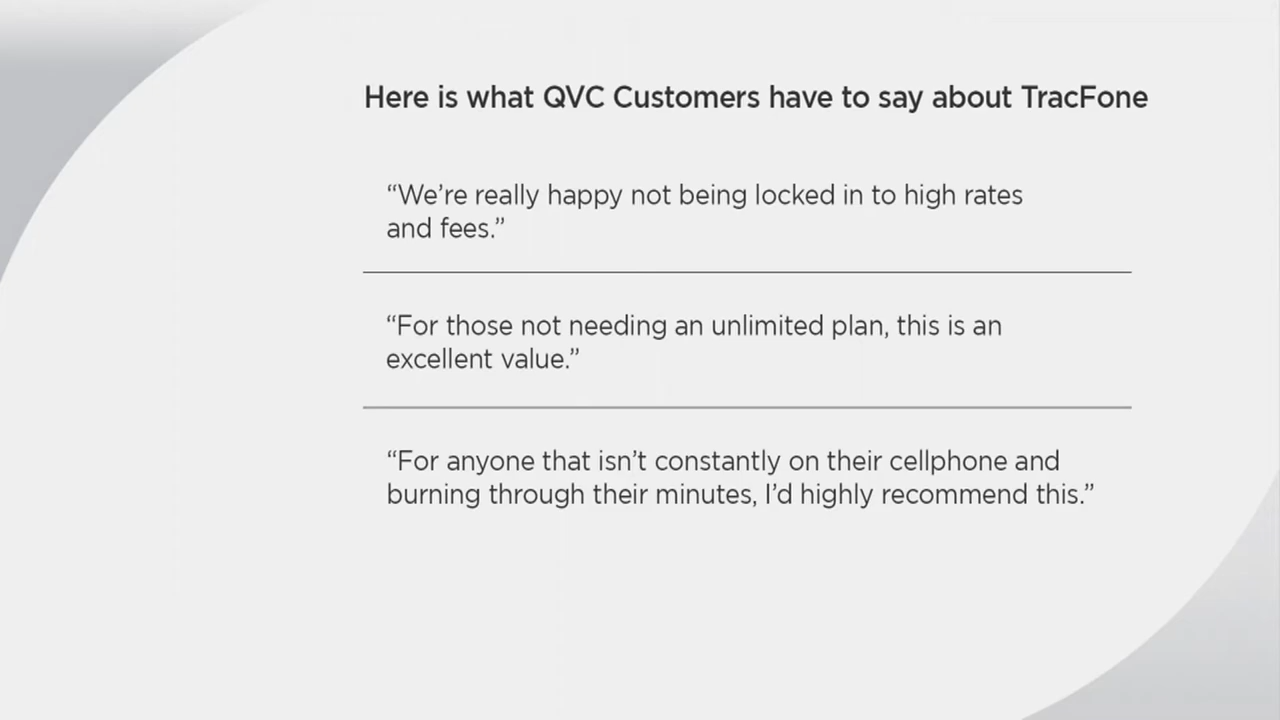 Here is what QVC Customers have to say about TracFone
“We’re really happy not being locked in to high rates
and fees.”
“For those not needing an unlimited plan, this is an
excellent value.”
“For anyone that isn’t constantly on their cellphone and
burning through their minutes, I’d highly recommend this.”